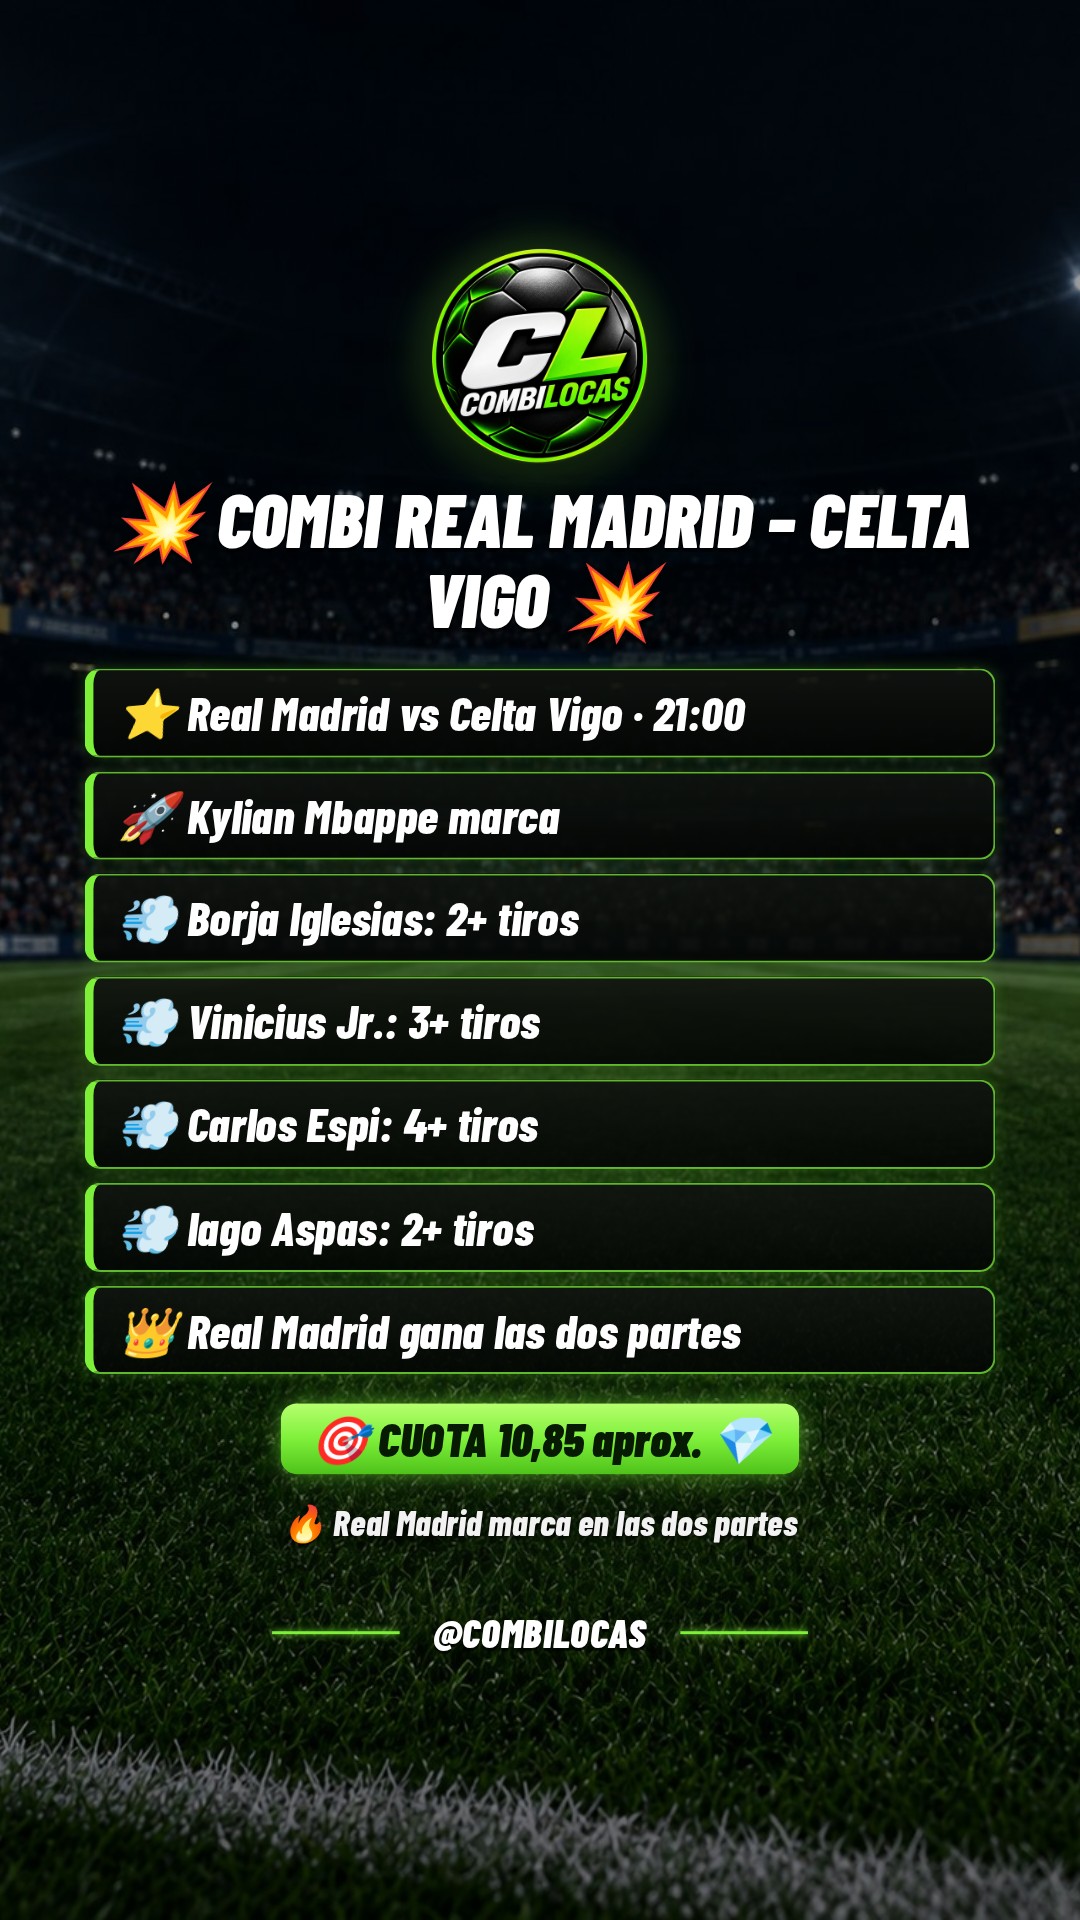 CL
COMBILOCAS
💥 COMBI REAL MADRID – CELTA
VIGO 💥
⭐ Real Madrid vs Celta Vigo · 21:00
🚀 Kylian Mbappe marca
💨 Borja Iglesias: 2+ tiros
💨 Vinicius Jr.: 3+ tiros
💨 Carlos Espi: 4+ tiros
💨 Iago Aspas: 2+ tiros
👑 Real Madrid gana las dos partes
🎯 CUOTA 10,85 aprox. 💎
🔥 Real Madrid marca en las dos partes
@COMBILOCAS